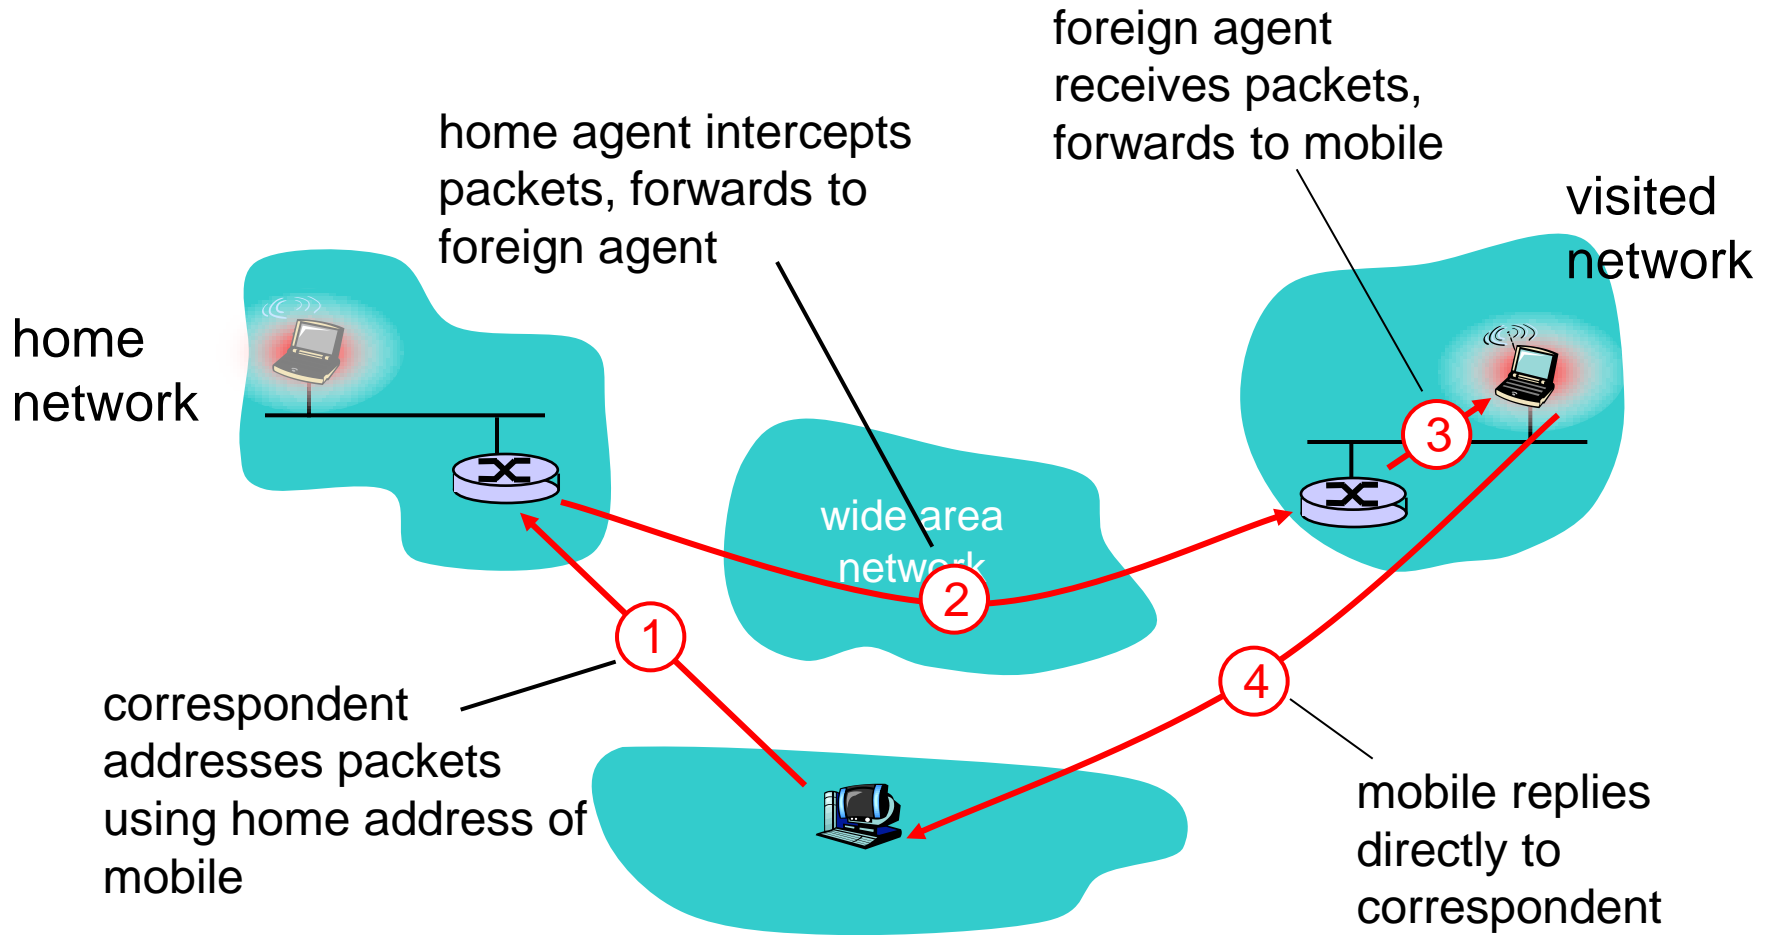 foreign agent
receives packets,
forwards to mobile
home agent intercepts
packets, forwards to
foreign agent
visited
network
home
network
wide area
network
1
2
3
4
correspondent
addresses packets
using home address of
mobile
mobile replies
directly to
correspondent